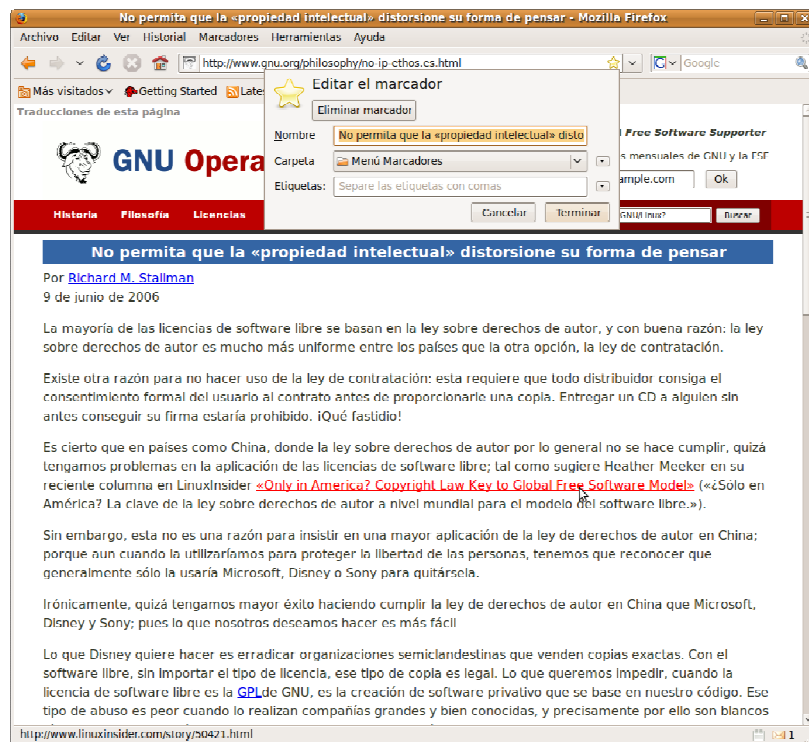 No permita que la «propiedad intelectual» distorsione su forma de pensar - Mozilla Firefox
Archivo Editar Ver Historial Marcadores Herramientas Ayuda
http://www.gnu.org/philosophy/no-ip-ethos.es.html
Google
Más visitados Getting Started Late
Editar el marcador
Eliminar marcador
Nombre No permita que la «propiedad intelectual» disto
Carpeta Menú Marcadores
Etiquetas: Separe las etiquetas con comas
Cancelar Terminar
Traducciones de esta página
GNU Opera
Free Software Supporter
s mensuales de GNU y la FSF
ample.com Ok
Historia Filosofía Licencias
GNU/Linux? Buscar
No permita que la «propiedad intelectual» distorsione su forma de pensar
Por Richard M. Stallman
9 de junio de 2006
La mayoría de las licencias de software libre se basan en la ley sobre derechos de autor, y con buena razón: la ley
sobre derechos de autor es mucho más uniforme entre los países que la otra opción, la ley de contratación.
Existe otra razón para no hacer uso de la ley de contratación: esta requiere que todo distribuidor consiga el
consentimiento formal del usuario al contrato antes de proporcionarle una copia. Entregar un CD a alguien sin
antes conseguir su firma estaría prohibido. ¡Qué fastidio!
Es cierto que en países como China, donde la ley sobre derechos de autor por lo general no se hace cumplir, quizá
tengamos problemas en la aplicación de las licencias de software libre; tal como sugiere Heather Meeker en su
reciente columna en LinuxInsider «Only in America? Copyright Law Key to Global Free Software Model» («¿Sólo en
América? La clave de la ley sobre derechos de autor a nivel mundial para el modelo del software libre.»).
Sin embargo, esta no es una razón para insistir en una mayor aplicación de la ley de derechos de autor en China;
porque aun cuando la utilizaríamos para proteger la libertad de las personas, tenemos que reconocer que
generalmente sólo la usaría Microsoft, Disney o Sony para quitársela.
Irónicamente, quizá tengamos mayor éxito haciendo cumplir la ley de derechos de autor en China que Microsoft,
Disney y Sony; pues lo que nosotros deseamos hacer es más fácil
Lo que Disney quiere hacer es erradicar organizaciones semiclandestinas que venden copias exactas. Con el
software libre, sin importar el tipo de licencia, ese tipo de copia es legal. Lo que queremos impedir, cuando la
licencia de software libre es la GPLde GNU, es la creación de software privativo que se base en nuestro código. Ese
tipo de abuso es peor cuando lo realizan compañías grandes y bien conocidas, y precisamente por ello son blancos
http://www.linuxinsider.com/story/50421.html
1